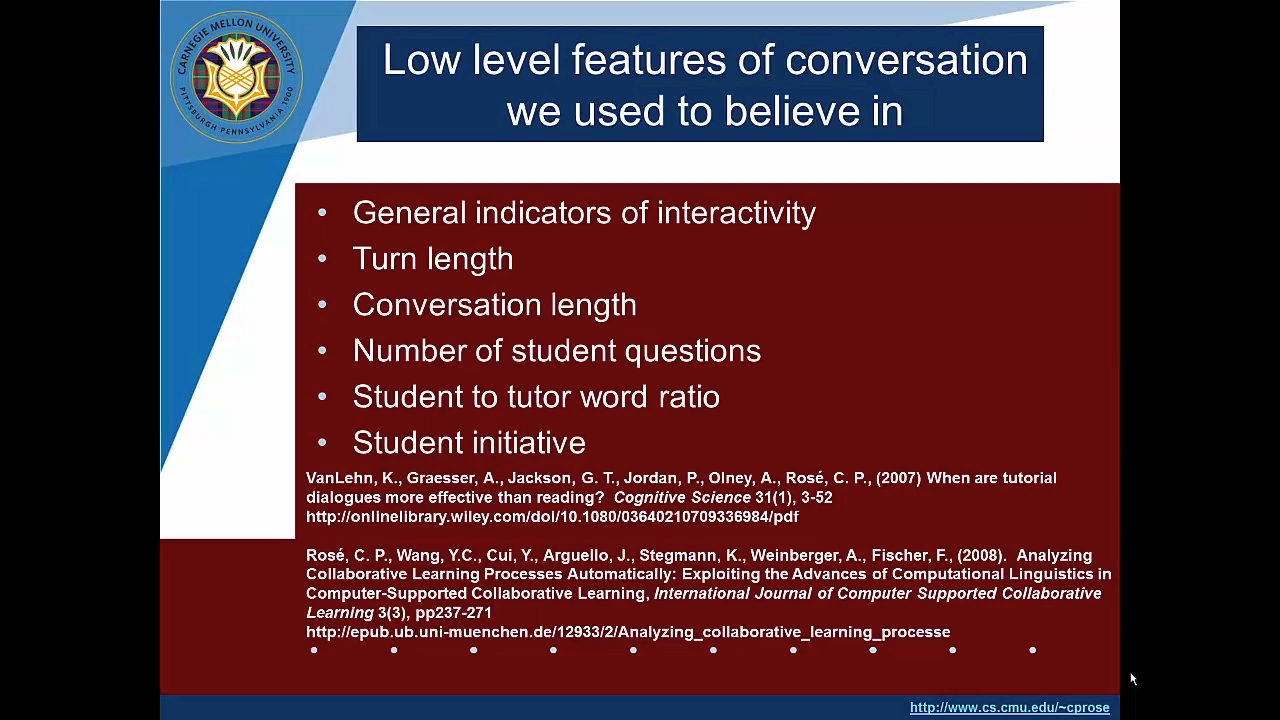 CARNEGIE MELLON UNIVERSITY
PITTSBURGH PENNSYLVANIA 1900
Low level features of conversation
we used to believe in
• General indicators of interactivity
• Turn length
• Conversation length
• Number of student questions
• Student to tutor word ratio
• Student initiative
VanLehn, K., Graesser, A., Jackson, G. T., Jordan, P., Olney, A., Rosé, C. P., (2007) When are tutorial
dialogues more effective than reading? Cognitive Science 31(1), 3-52
http://onlinelibrary.wiley.com/doi/10.1080/03640210709336984/pdf
Rosé, C. P., Wang, Y.C., Cui, Y., Arguello, J., Stegmann, K., Weinberger, A., Fischer, F., (2008). Analyzing
Collaborative Learning Processes Automatically: Exploiting the Advances of Computational Linguistics in
Computer-Supported Collaborative Learning, International Journal of Computer Supported Collaborative
Learning 3(3), pp237-271
http://epub.ub.uni-muenchen.de/12933/2/Analyzing_collaborative_learning_processe
http://www.cs.cmu.edu/~cprose